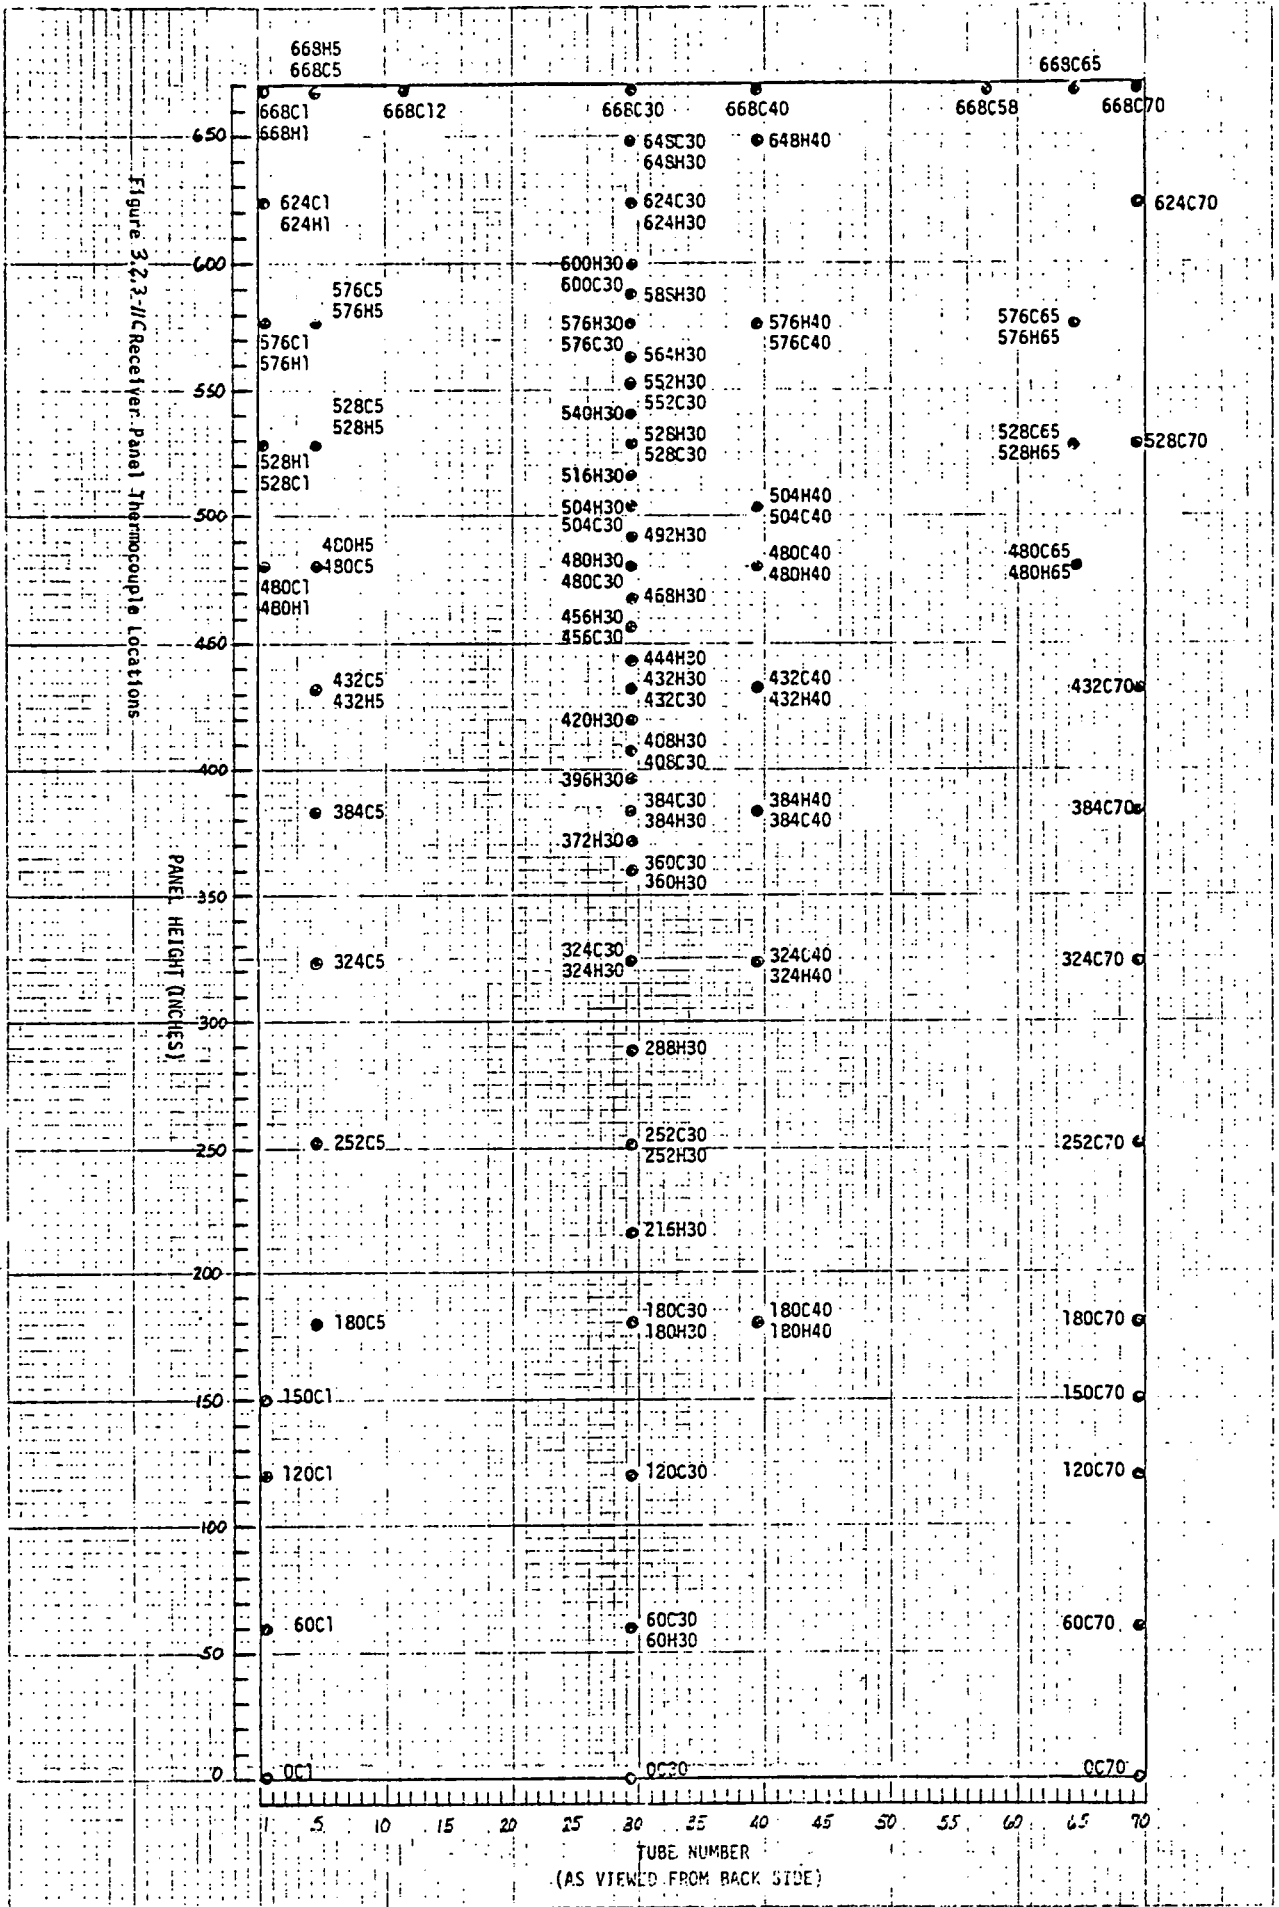 668H5
668C5
668C65
668C1
668H1
668C12
668C30
668C40
668C58
668C70
650
648C30
648H30
648H40
624C1
624H1
624C30
624H30
624C70
600
600H30
600C30
588H30
576C5
576H5
576C1
576H1
576H30
576C30
576H40
576C40
576C65
576H65
564H30
550
552H30
552C30
540H30
528C5
528H5
528H1
528C1
528H30
528C30
528C65
528H65
528C70
516H30
500
504H30
504C30
504H40
504C40
492H30
480H5
480C5
480C1
480H1
480H30
480C30
480C40
480H40
480C65
480H65
468H30
456H30
456C30
450
444H30
432C5
432H5
432H30
432C30
432C40
432H40
432C70
420H30
408H30
408C30
400
396H30
384C5
384C30
384H30
384H40
384C40
384C70
372H30
360C30
360H30
350
324C5
324C30
324H30
324C40
324H40
324C70
300
288H30
252C5
252C30
252H30
252C70
250
216H30
200
180C5
180C30
180H30
180C40
180H40
180C70
150
150C1
150C70
120C1
120C30
120C70
100
60C1
60C30
60H30
60C70
50
0
0C1
0C30
0C70
1 5 10 15 20 25 30 35 40 45 50 55 60 65 70
TUBE NUMBER
(AS VIEWED FROM BACK SIDE)
PANEL HEIGHT (INCHES)
Figure 3.2.3-11C Receiver Panel Thermocouple Locations